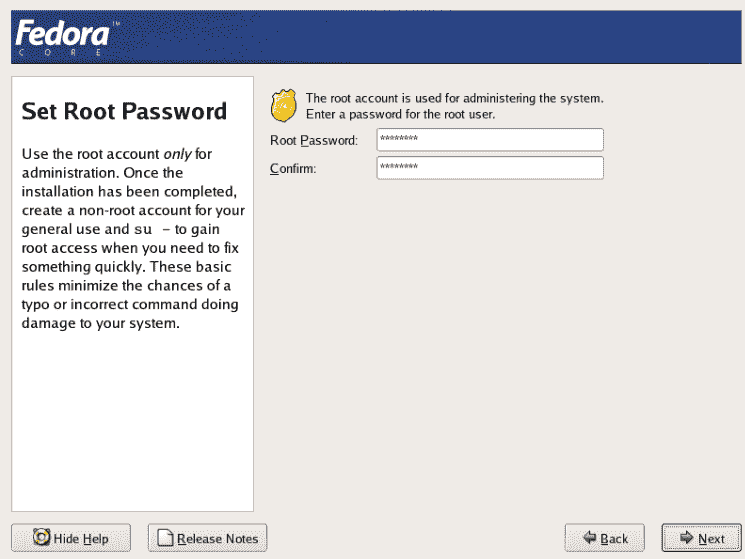 Fedora™
CORE
Set Root Password
Use the root account only for
administration. Once the
installation has been completed,
create a non-root account for your
general use and su - to gain
root access when you need to fix
something quickly. These basic
rules minimize the chances of a
typo or incorrect command doing
damage to your system.
The root account is used for administering the system.
Enter a password for the root user.
Root Password: ********
Confirm: ********
Hide Help
Release Notes
Back
Next